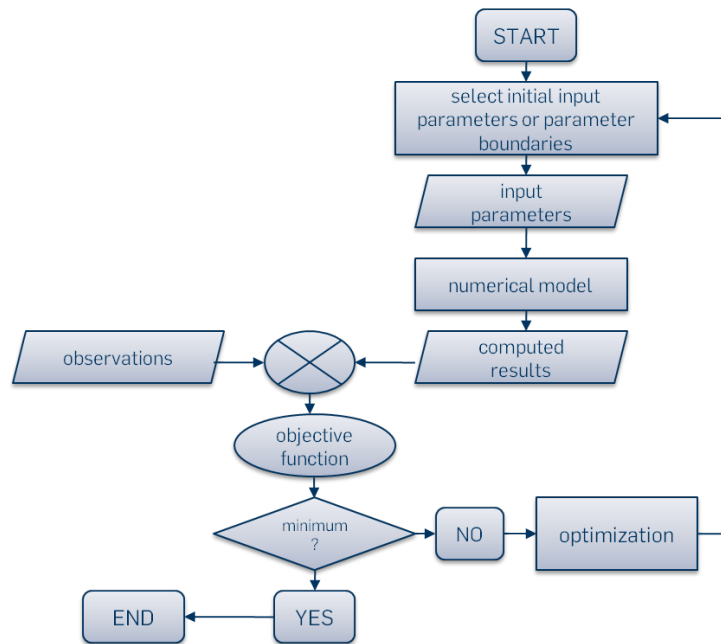 START
select initial input
parameters or parameter
boundaries
input
parameters
numerical model
observations
computed
results
objective
function
minimum
?
NO
optimization
END
YES